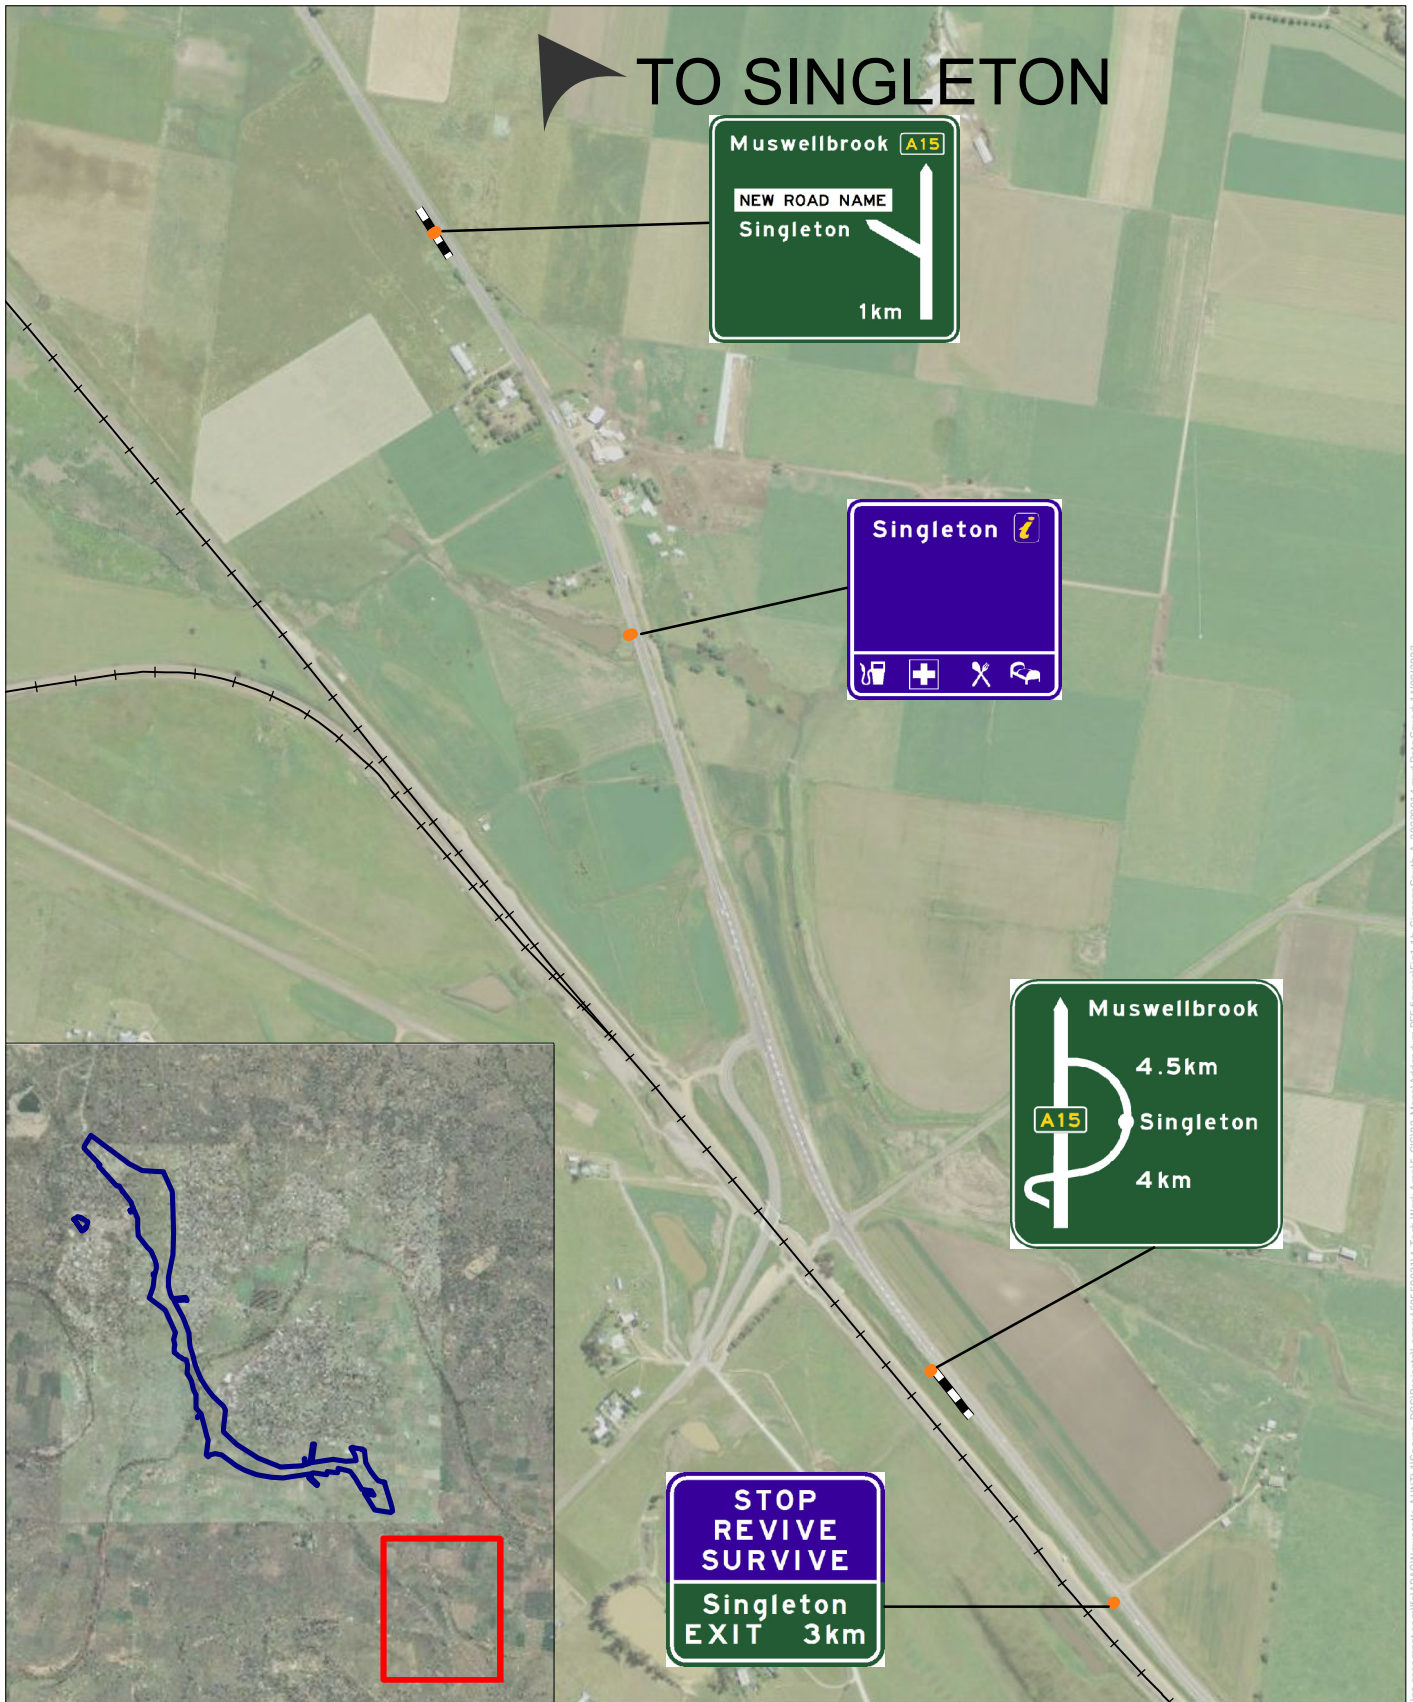 TO SINGLETON
Muswellbrook A15
NEW ROAD NAME
Singleton
1km
Singleton i
Muswellbrook
4.5km
A15 Singleton
4km
STOP
REVIVE
SURVIVE
Singleton
EXIT 3km